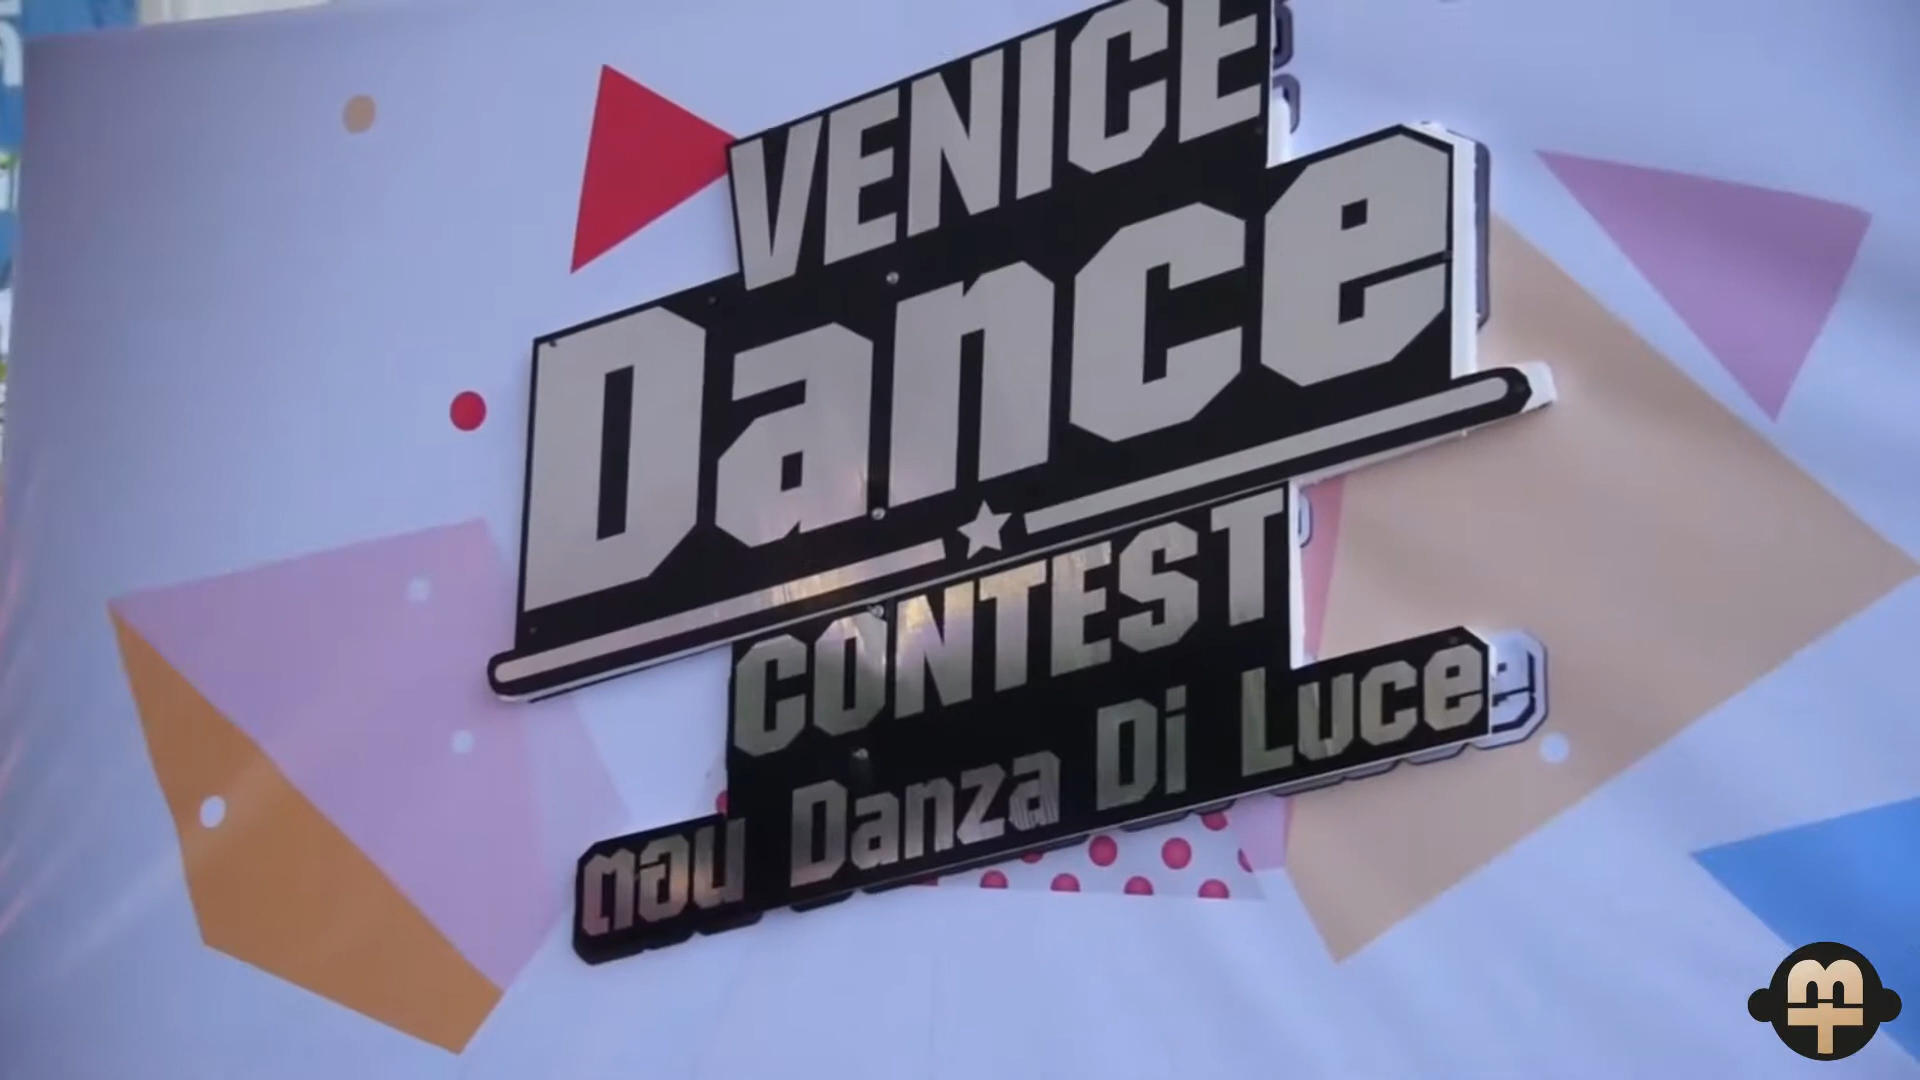 VENICE
Dance
CONTEST
ตอน Danza Di Luce